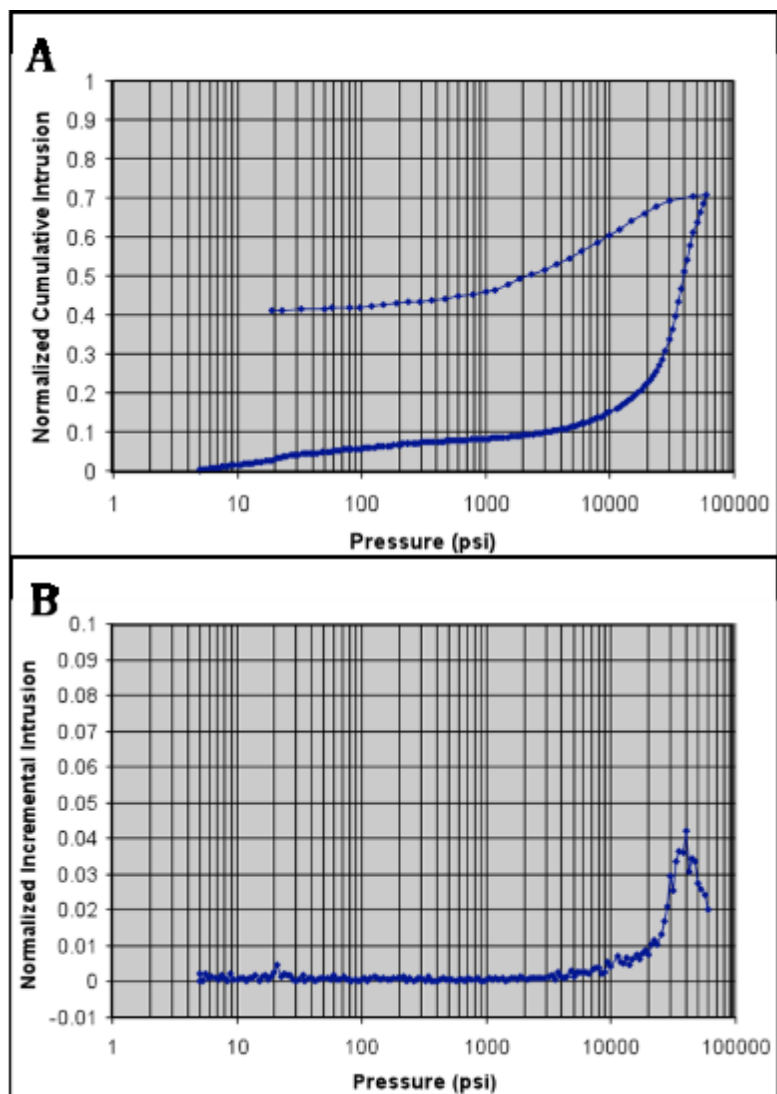 A
Normalized Cumulative Intrusion
1
0.9
0.8
0.7
0.6
0.5
0.4
0.3
0.2
0.1
0
1 10 100 1000 10000 100000
Pressure (psi)
B
Normalized Incremental Intrusion
0.1
0.09
0.08
0.07
0.06
0.05
0.04
0.03
0.02
0.01
0
-0.01
1 10 100 1000 10000 100000
Pressure (psi)